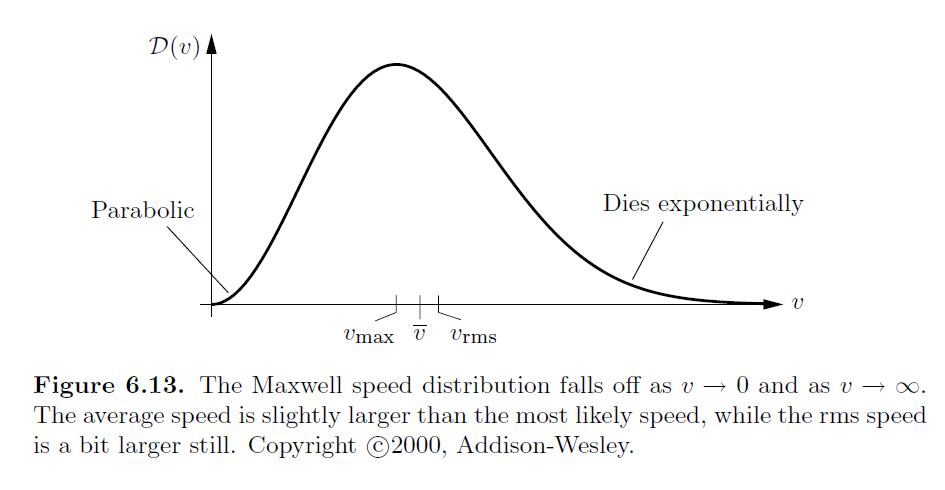 𝒟(v)
Parabolic
Dies exponentially
v
v_max v̅ v_rms
Figure 6.13. The Maxwell speed distribution falls off as v → 0 and as v → ∞.
The average speed is slightly larger than the most likely speed, while the rms speed
is a bit larger still. Copyright ©2000, Addison-Wesley.